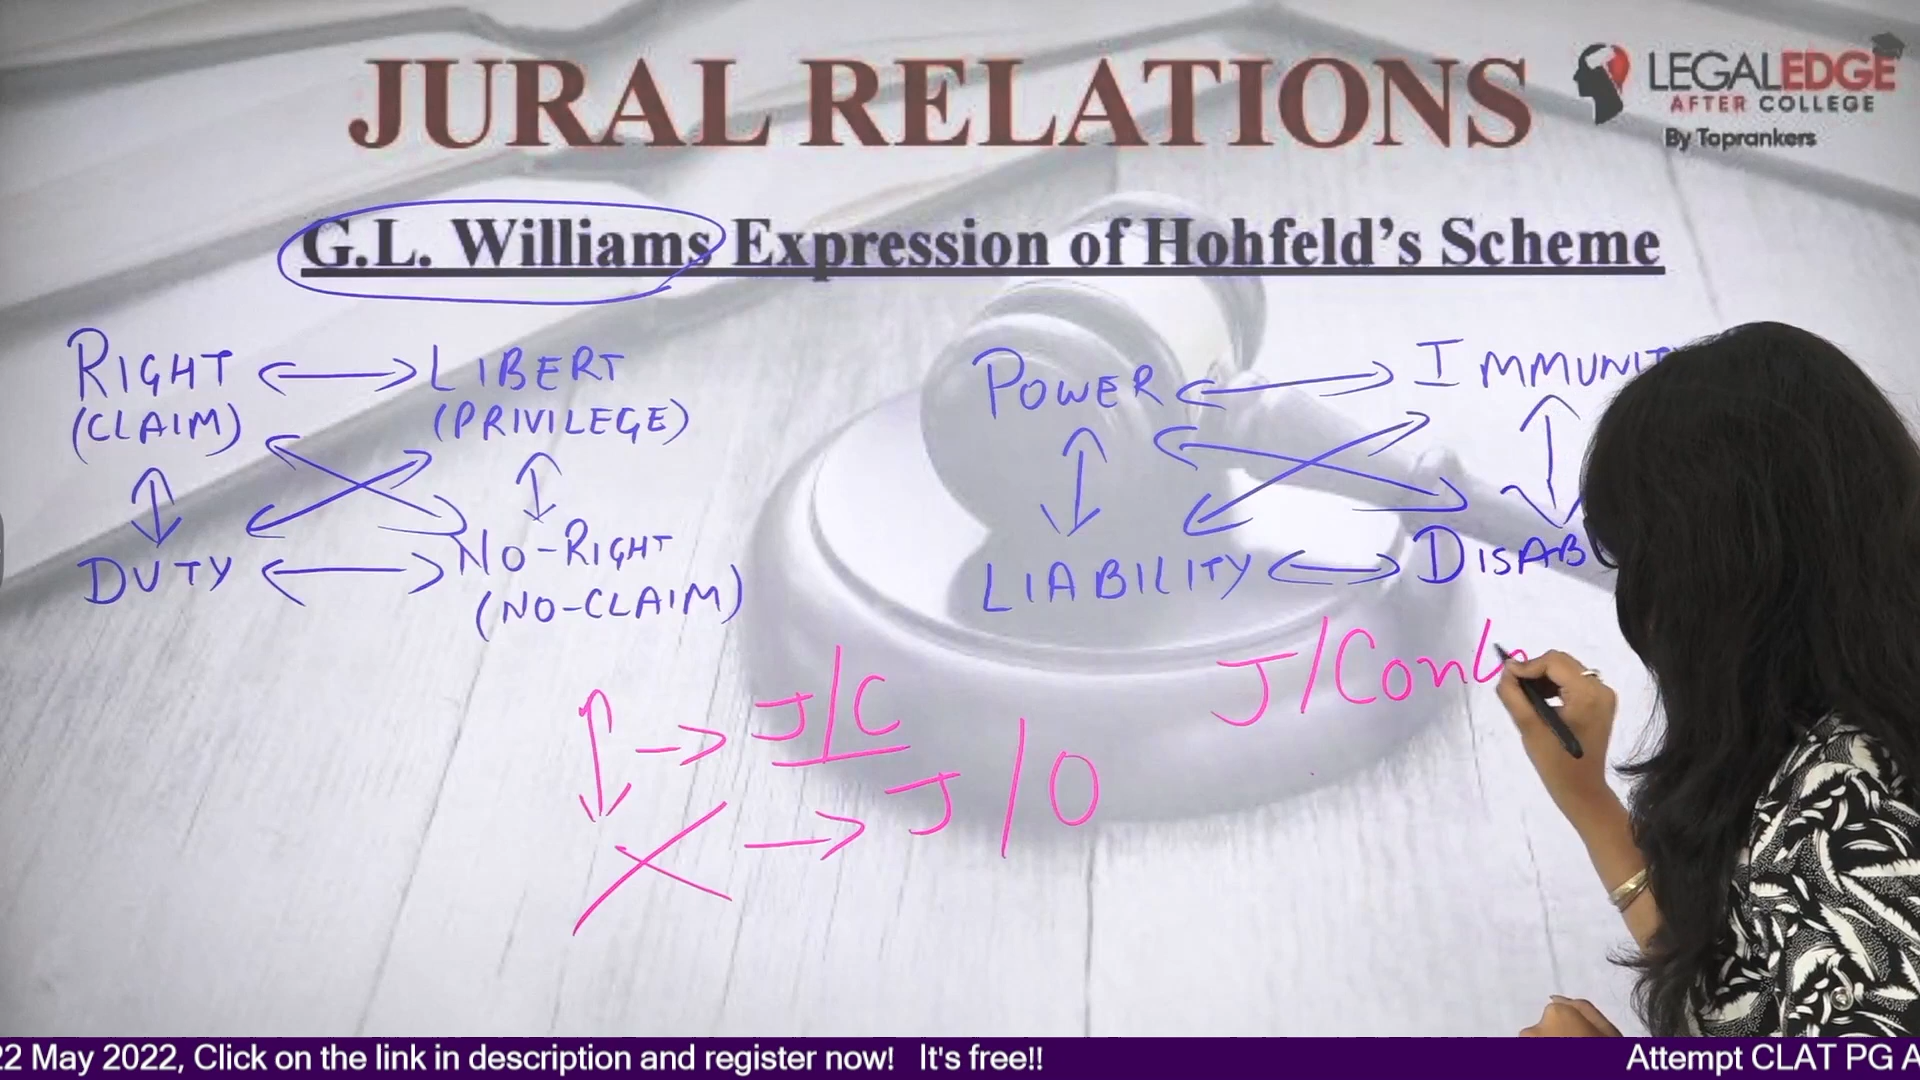 JURAL RELATIONS
LEGALEDGE
AFTER COLLEGE
By Toprankers
G.L. Williams Expression of Hohfeld's Scheme
RIGHT LIBERT
(CLAIM) (PRIVILEGE)
DUTY NO-RIGHT
(NO-CLAIM)
POWER IMMUNIT
LIABILITY DISAB
J/C
J/O
J/Con
22 May 2022, Click on the link in description and register now! It's free!! Attempt CLAT PG A